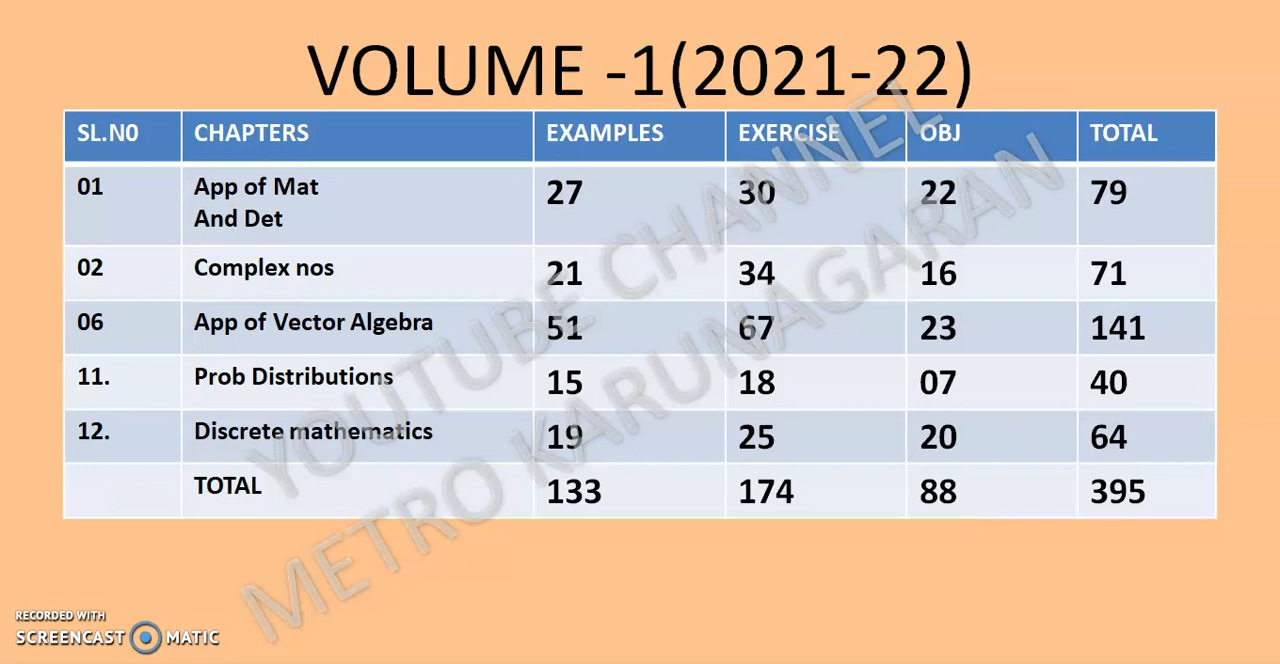 VOLUME -1(2021-22)
SL.N0 CHAPTERS EXAMPLES EXERCISE OBJ TOTAL
01 App of Mat 27 30 22 79
And Det
02 Complex nos 21 34 16 71
06 App of Vector Algebra 51 67 23 141
11. Prob Distributions 15 18 07 40
12. Discrete mathematics 19 25 20 64
TOTAL 133 174 88 395
YOUTUBE CHANNEL
METRO KARUNAGARAN
RECORDED WITH
SCREENCAST MATIC